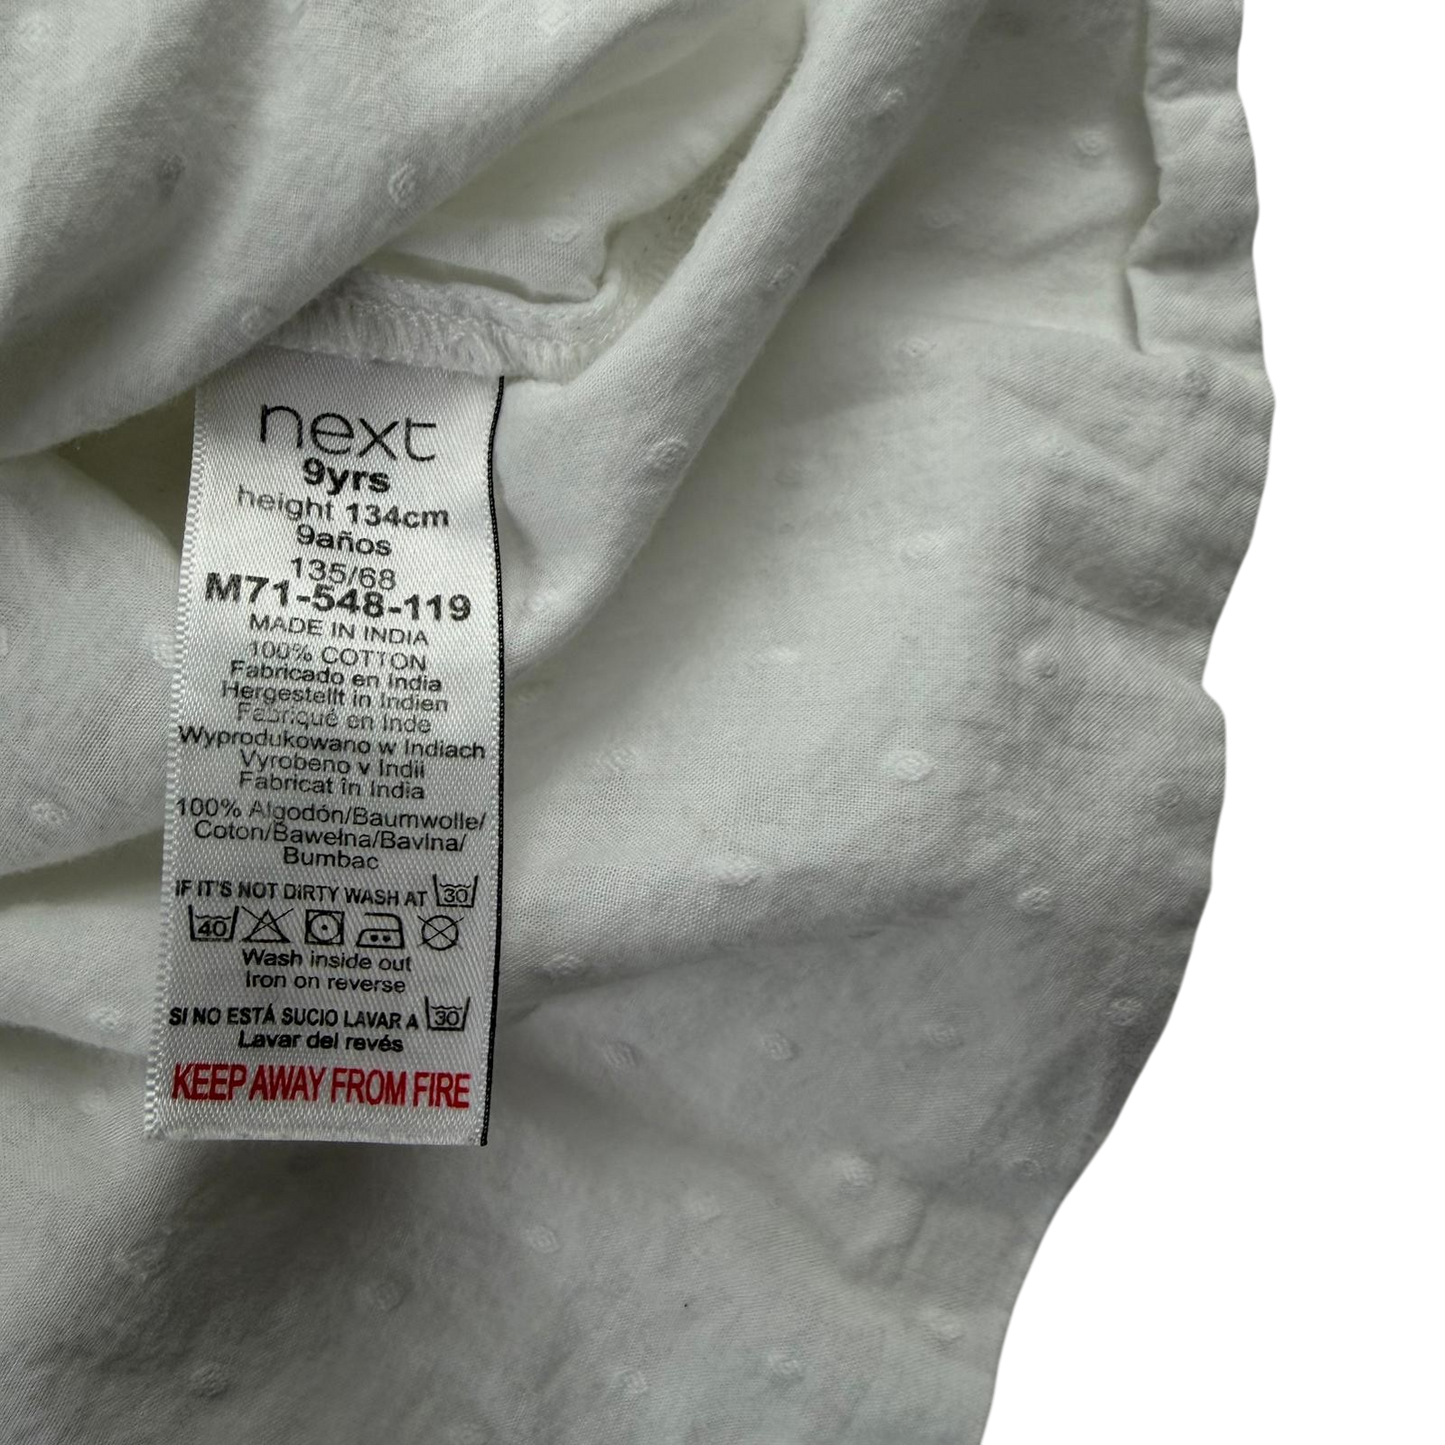 next
9yrs
height 134cm
9años
135/68
M71-548-119
MADE IN INDIA
100% COTTON
Fabricado en India
Hergestellt in Indien
Fabriqué en Inde
Wyprodukowano w Indiach
Vyrobeno v Indii
Fabricat în India
100% Algodón/Baumwolle/
Coton/Bawełna/Bavlna/
Bumbac
IF IT'S NOT DIRTY WASH AT 30
40
Wash inside out
Iron on reverse
SI NO ESTÁ SUCIO LAVAR A 30
Lavar del revés
KEEP AWAY FROM FIRE